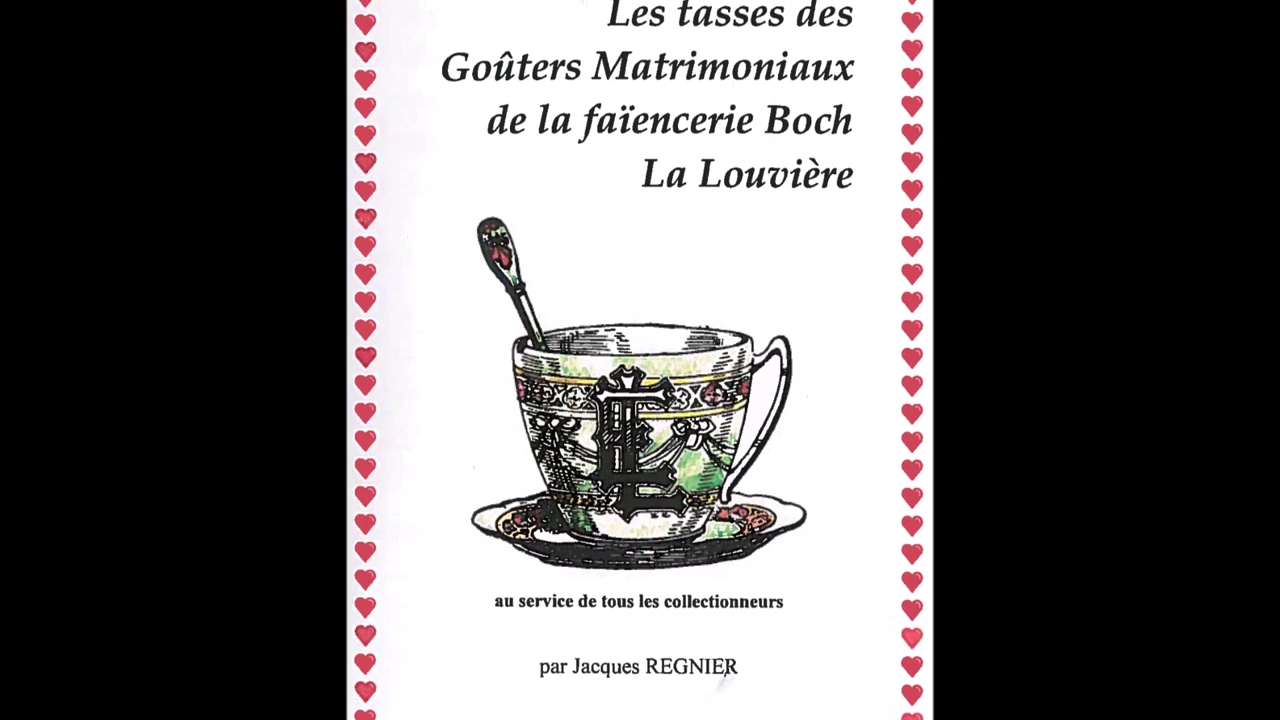 Les tasses des
Goûters Matrimoniaux
de la faïencerie Boch
La Louvière
au service de tous les collectionneurs
par Jacques REGNIER